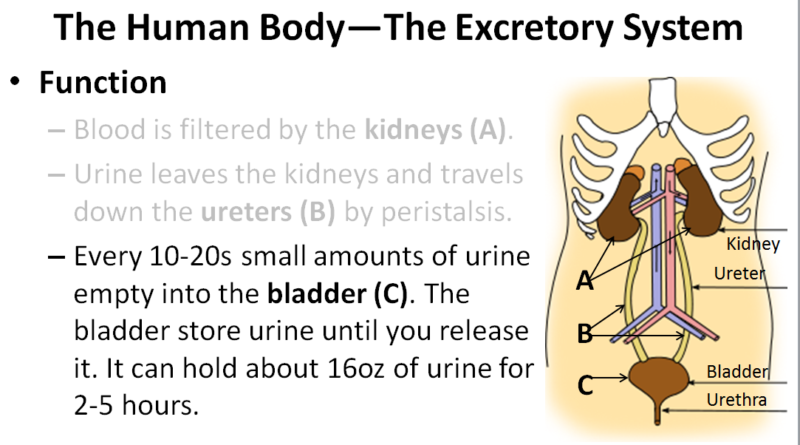 The Human Body—The Excretory System
• Function
– Blood is filtered by the kidneys (A).
– Urine leaves the kidneys and travels
down the ureters (B) by peristalsis.
– Every 10-20s small amounts of urine
empty into the bladder (C). The
bladder store urine until you release
it. It can hold about 16oz of urine for
2-5 hours.
Kidney
A
Ureter
B
C
Bladder
Urethra